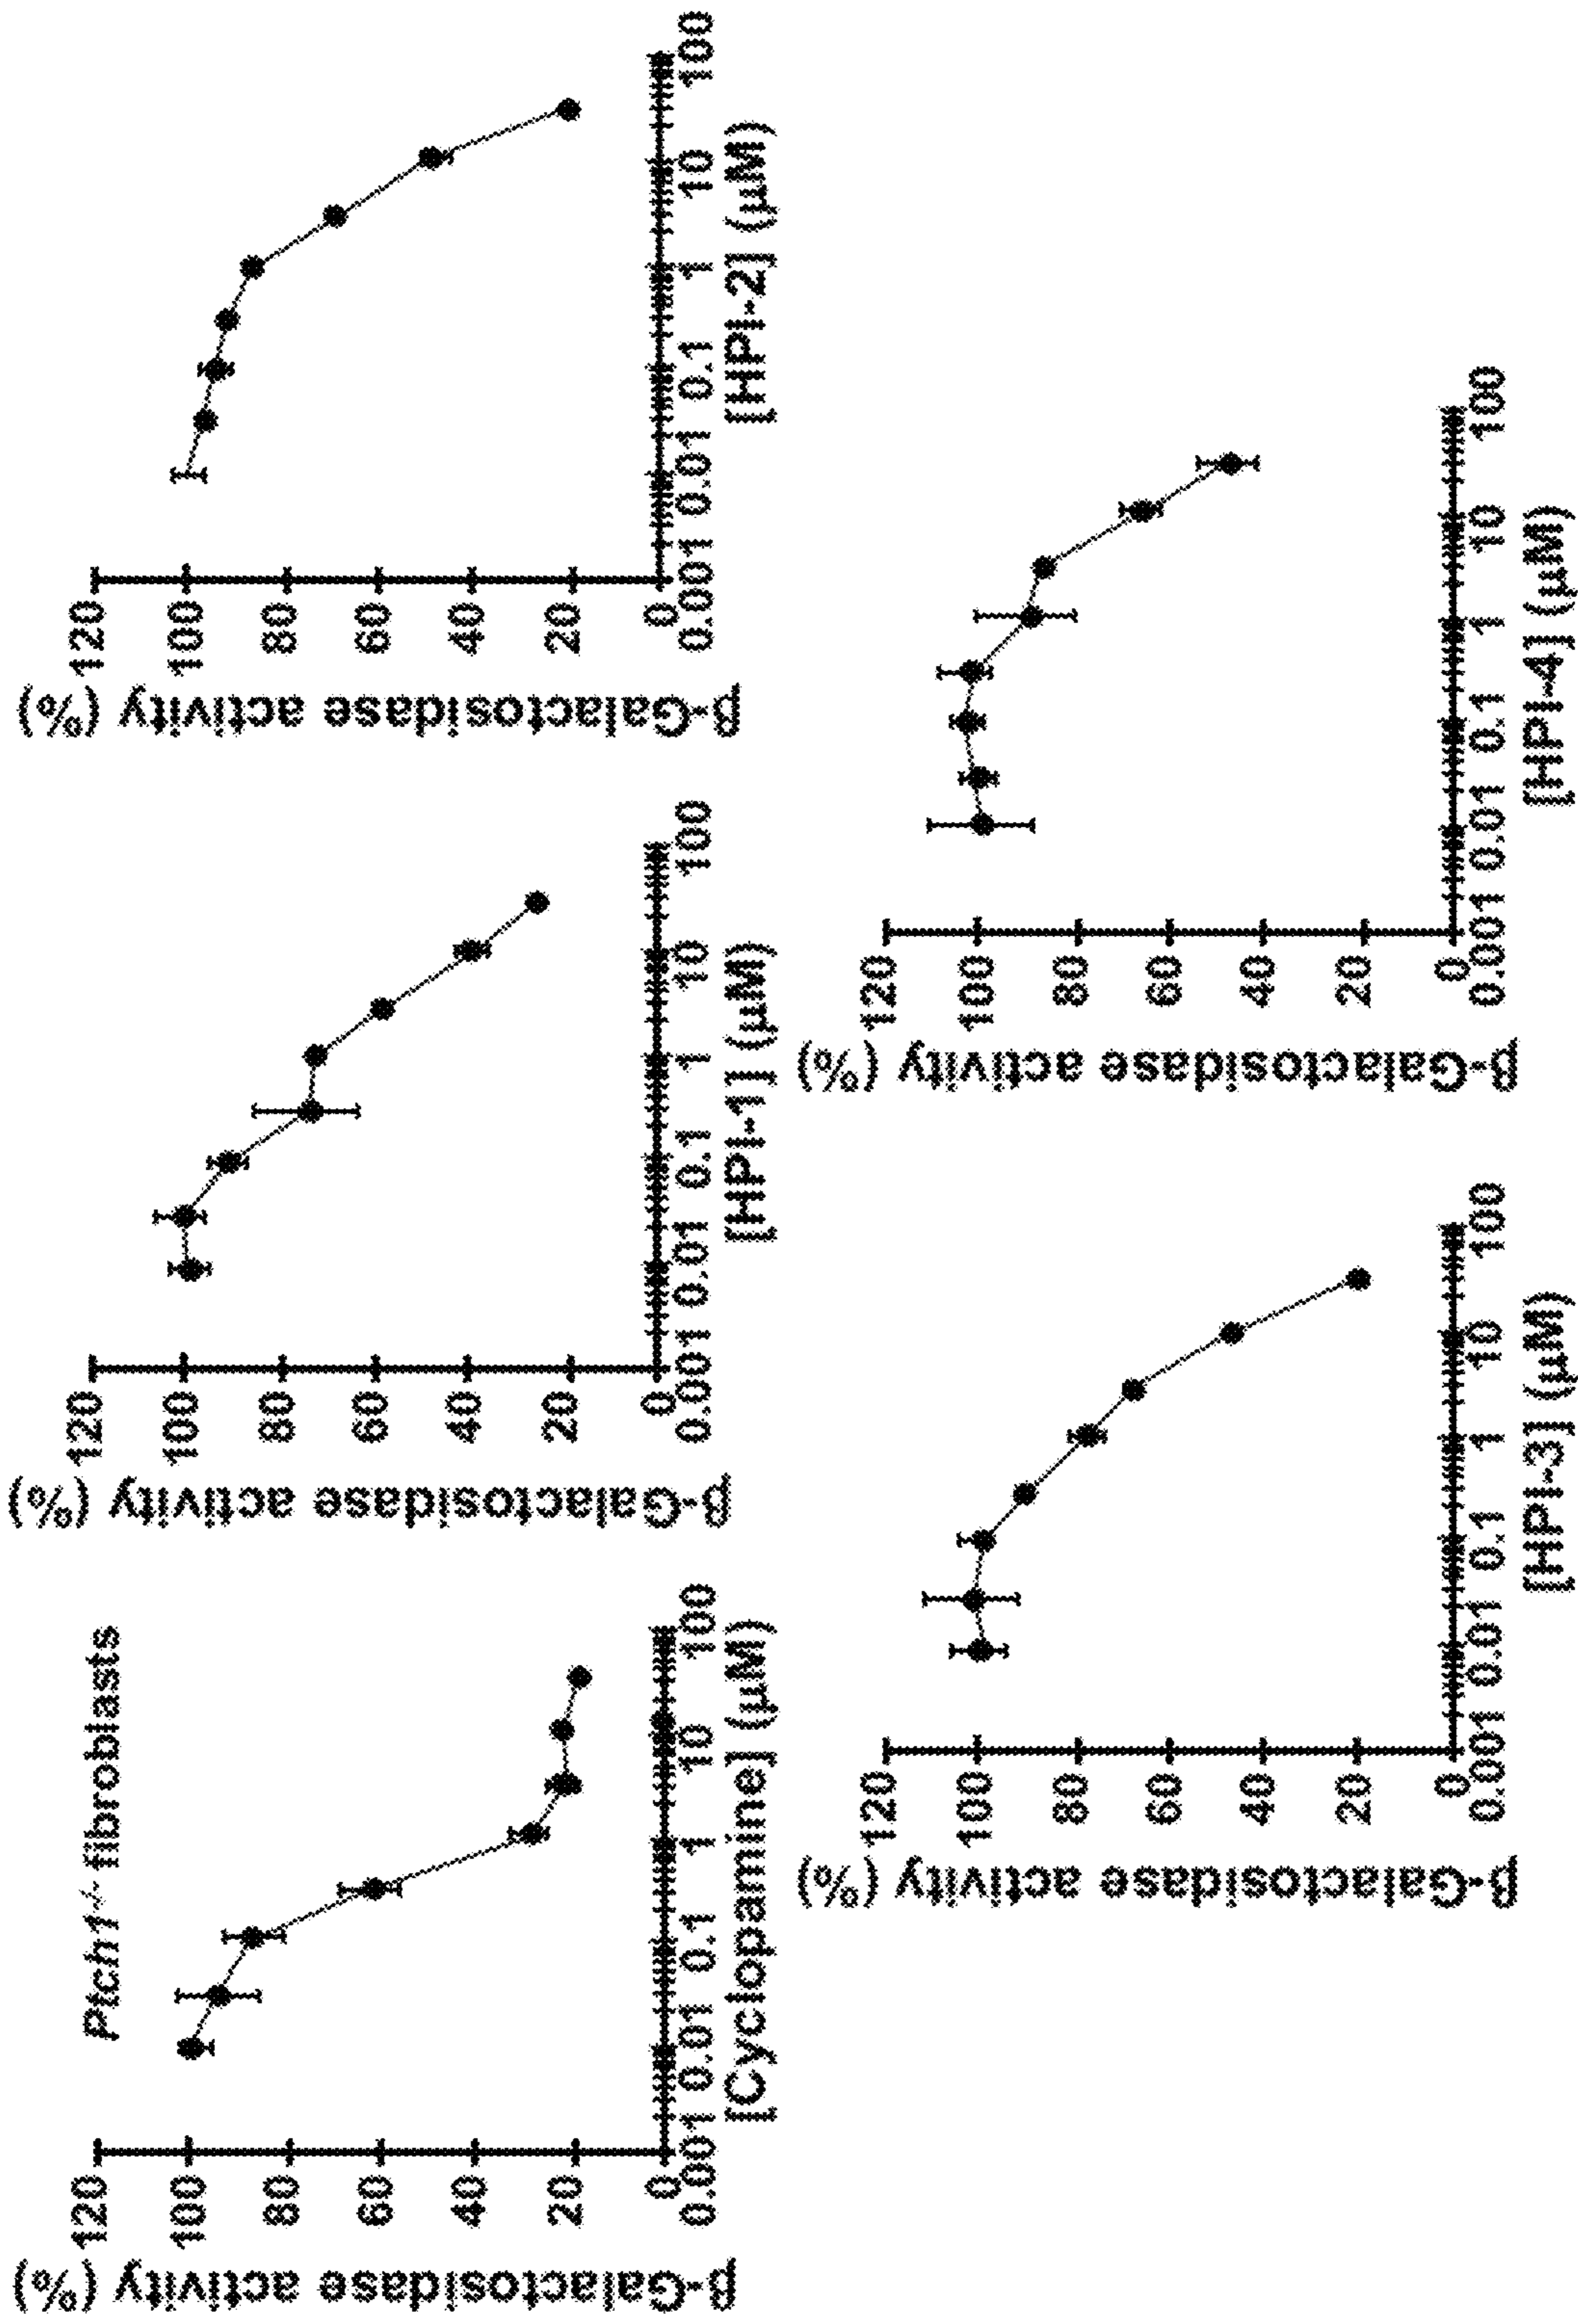 Ptch1-/- fibroblasts
β-Galactosidase activity (%)
120
100
80
60
40
20
0
0.001 0.01 0.1 1 10 100
[Cyclopamine] (μM)
β-Galactosidase activity (%)
120
100
80
60
40
20
0
0.001 0.01 0.1 1 10 100
[HPI-1] (μM)
β-Galactosidase activity (%)
120
100
80
60
40
20
0
0.001 0.01 0.1 1 10 100
[HPI-2] (μM)
β-Galactosidase activity (%)
120
100
80
60
40
20
0
0.001 0.01 0.1 1 10 100
[HPI-3] (μM)
β-Galactosidase activity (%)
120
100
80
60
40
20
0
0.001 0.01 0.1 1 10 100
[HPI-4] (μM)